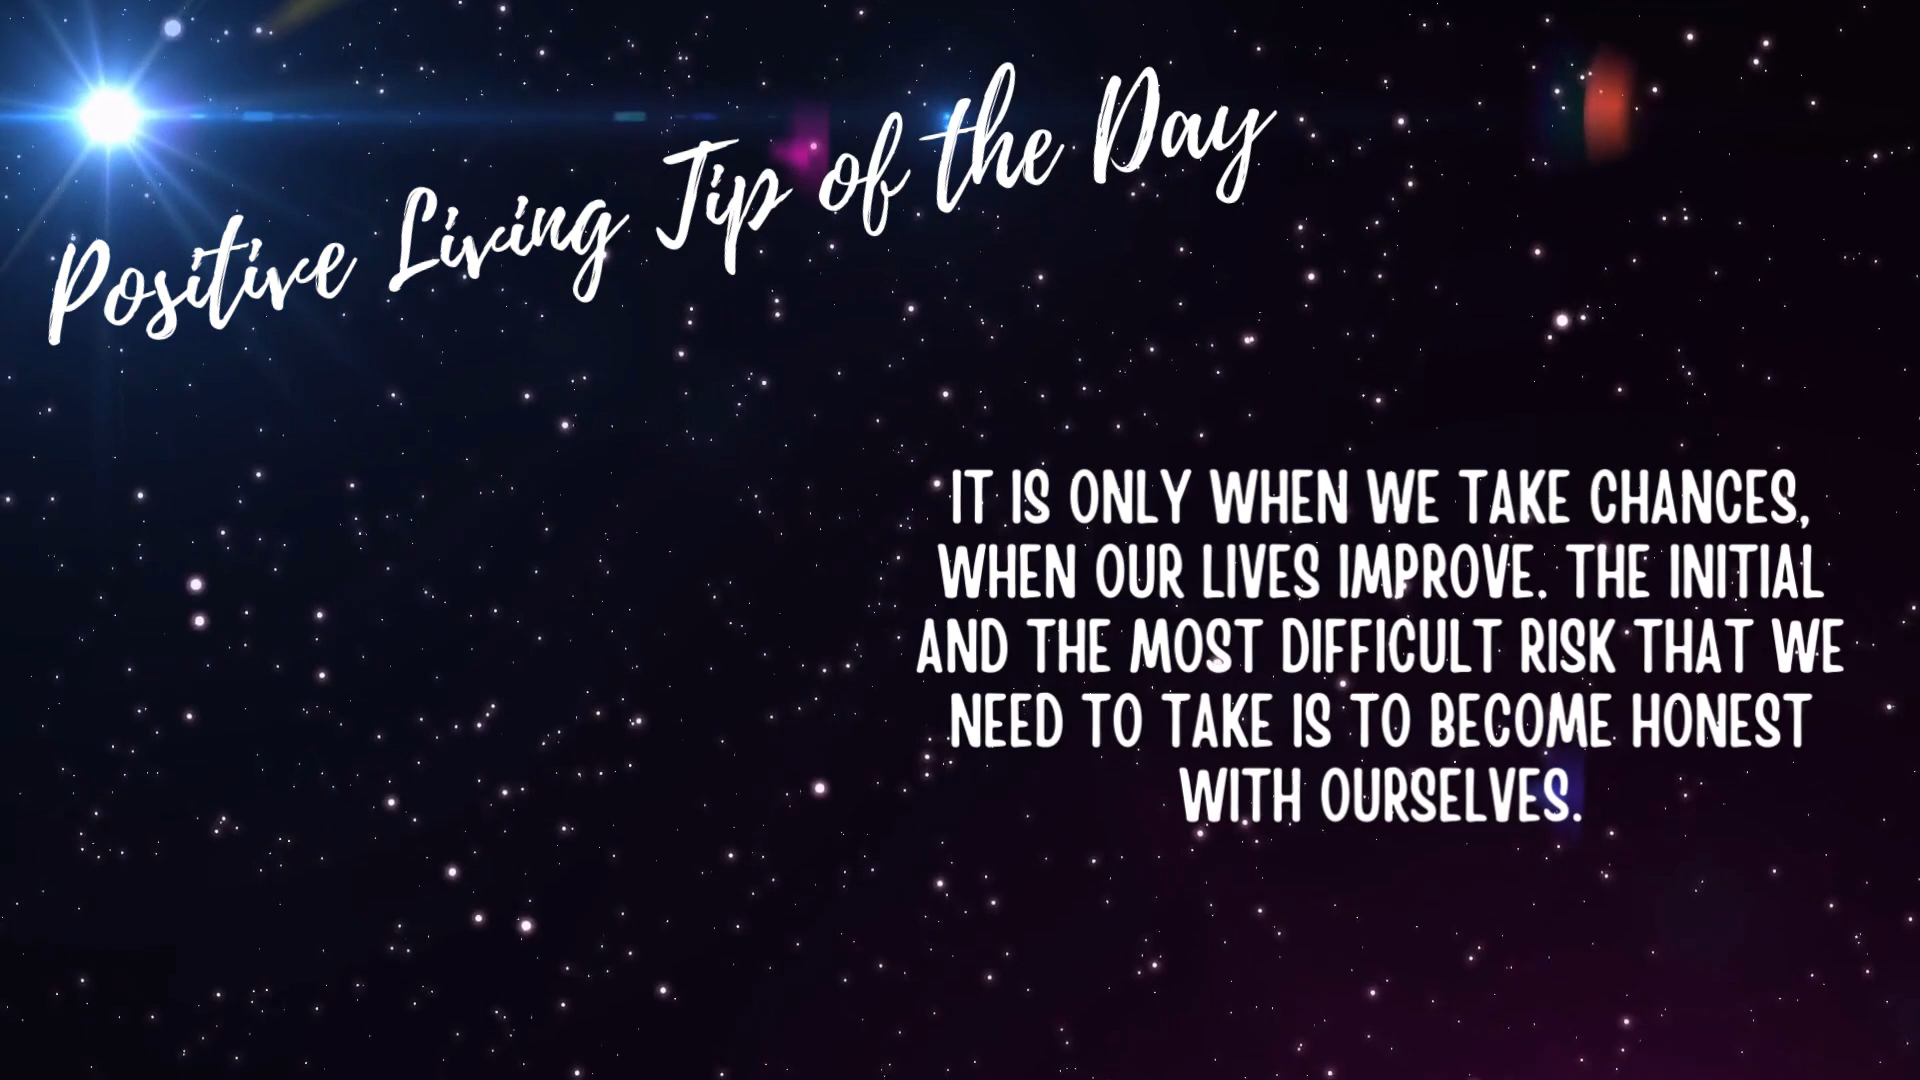 Positive Living Tip of the Day
IT IS ONLY WHEN WE TAKE CHANCES,
WHEN OUR LIVES IMPROVE. THE INITIAL
AND THE MOST DIFFICULT RISK THAT WE
NEED TO TAKE IS TO BECOME HONEST
WITH OURSELVES.